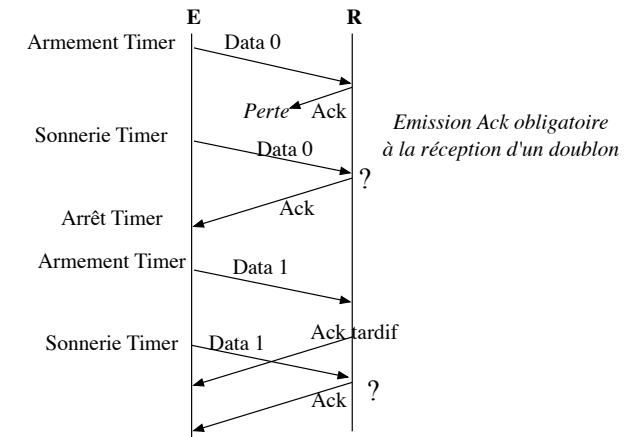 E R
Armement Timer Data 0
Perte Ack
Emission Ack obligatoire
à la réception d'un doublon
Sonnerie Timer
Data 0
?
Ack
Arrêt Timer
Armement Timer
Data 1
Ack tardif
Sonnerie Timer Data 1
?
Ack